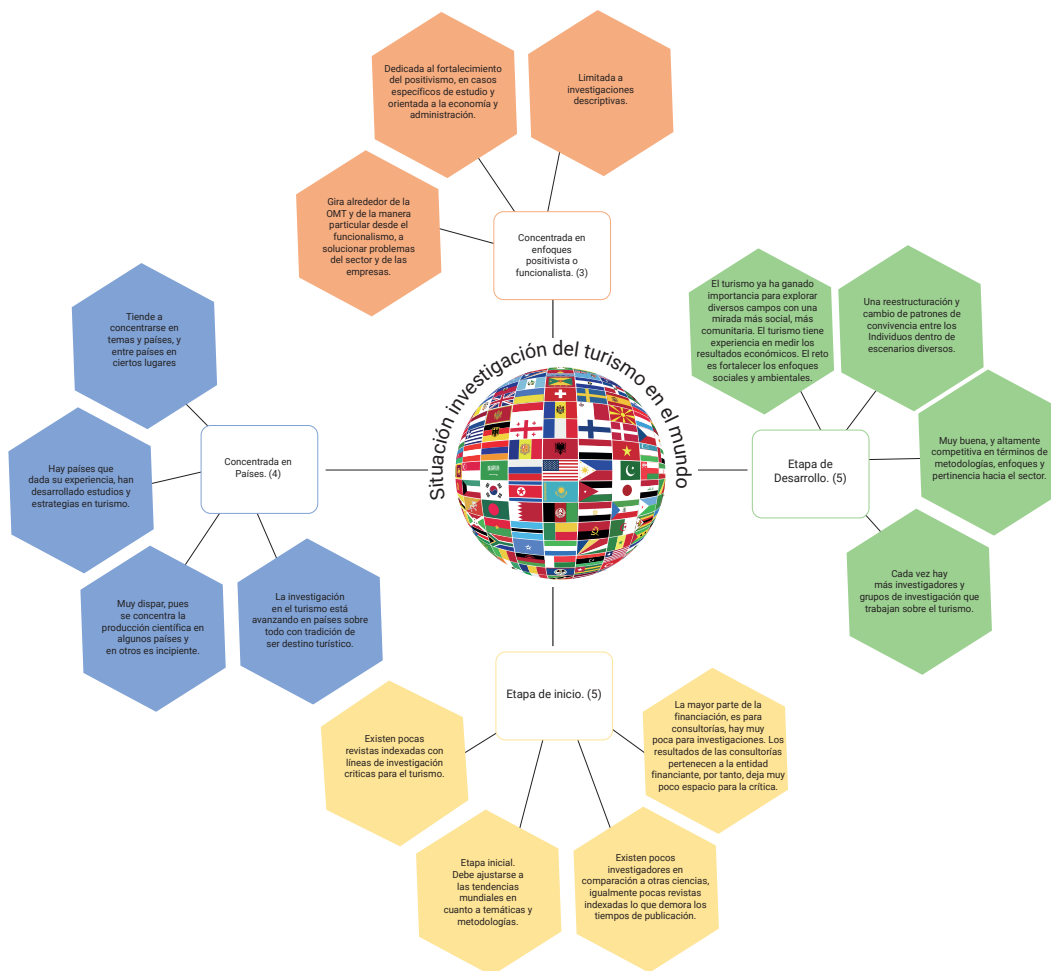 Dedicada al fortalecimiento
del positivismo, en casos
específicos de estudio y
orientada a la economía y
administración.
Limitada a
investigaciones
descriptivas.
Gira alrededor de la
OMT y de la manera
particular desde el
funcionalismo, a
solucionar problemas
del sector y de las
empresas.
Concentrada en
enfoques
positivista o
funcionalista. (3)
Tiende a
concentrarse en
temas y países, y
entre países en
ciertos lugares
Hay países que
dada su experiencia, han
desarrollado estudios y
estrategias en turismo.
Muy dispar, pues
se concentra la
producción científica en
algunos países y
en otros es incipiente.
La investigación
en el turismo está
avanzando en países sobre
todo con tradición de
ser destino turístico.
Concentrada en
Países. (4)
Situación investigación del turismo en el mundo
El turismo ya ha ganado
importancia para explorar
diversos campos con una
mirada más social, más
comunitaria. El turismo tiene
experiencia en medir los
resultados económicos. El reto
es fortalecer los enfoques
sociales y ambientales.
Una reestructuración y
cambio de patrones de
convivencia entre los
Individuos dentro de
escenarios diversos.
Muy buena, y altamente
competitiva en términos de
metodologías, enfoques y
pertinencia hacia el sector.
Cada vez hay
más investigadores y
grupos de investigación que
trabajan sobre el turismo.
Etapa de
Desarrollo. (5)
Etapa de inicio. (5)
Existen pocas
revistas indexadas con
líneas de investigación
críticas para el turismo.
Etapa inicial.
Debe ajustarse a
las tendencias
mundiales en
cuanto a temáticas y
metodologías.
Existen pocos
investigadores en
comparación a otras ciencias,
igualmente pocas revistas
indexadas lo que demora los
tiempos de publicación.
La mayor parte de la
financiación, es para
consultorías, hay muy
poca para investigaciones. Los
resultados de las consultorías
pertenecen a la entidad
financiante, por tanto, deja muy
poco espacio para la crítica.